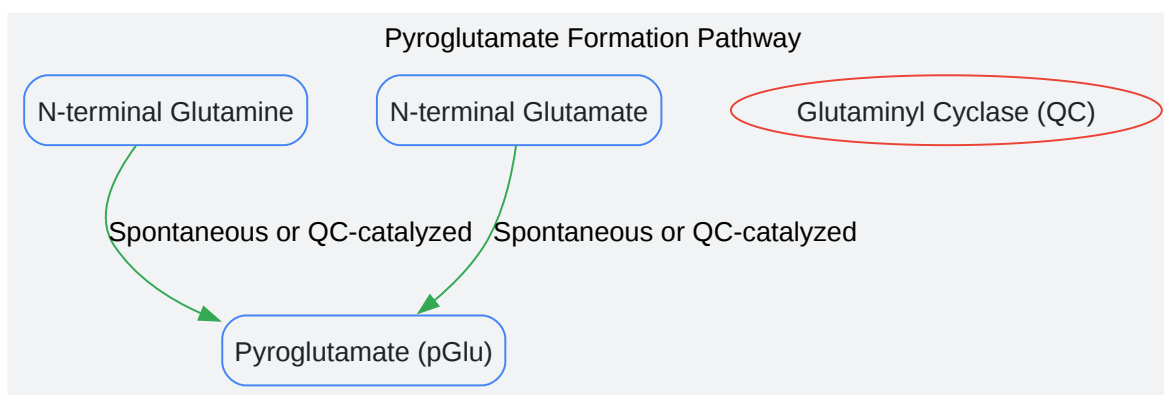 Pyroglutamate Formation Pathway
N-terminal Glutamine
N-terminal Glutamate
Glutaminyl Cyclase (QC)
Spontaneous or QC-catalyzed
Spontaneous or QC-catalyzed
Pyroglutamate (pGlu)